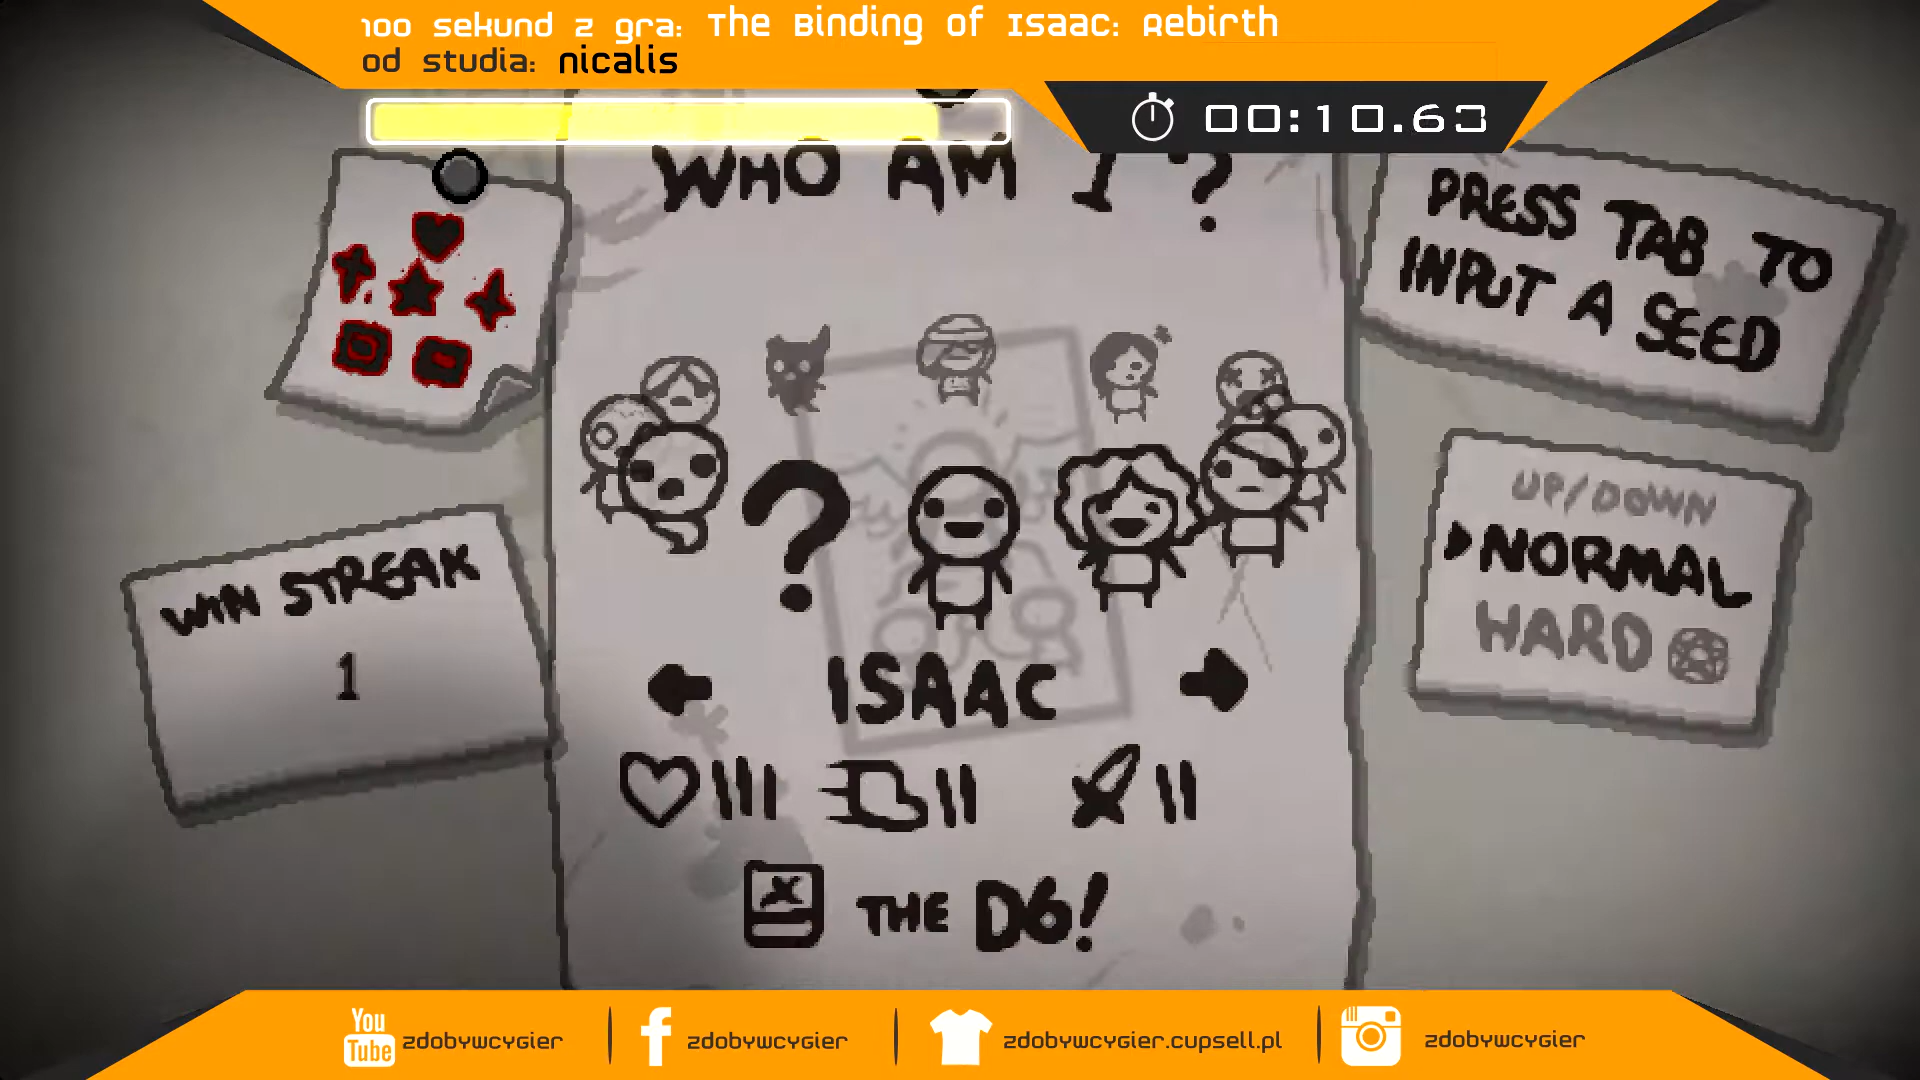 100 sekund z gra: The Binding of Isaac: Rebirth
od studia: nicalis
00:10.63
WHO AM I?
PRESS TAB TO
INPUT A SEED
WIN STREAK
1
UP/DOWN
NORMAL
HARD
?
ISAAC
THE D6!
You
Tube
zdobywcygier
f
zdobywcygier
zdobywcygier.cupsell.pl
zdobywcygier